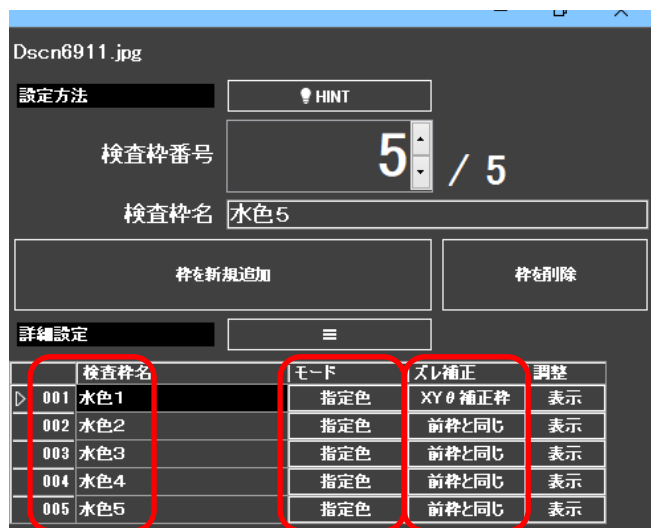 Dscn6911.jpg
設定方法 HINT
検査枠番号 5 / 5
検査枠名 水色5
枠を新規追加 枠を削除
詳細設定 ≡
検査枠名 モード ズレ補正 調整
001 水色1 指定色 XYθ補正枠 表示
002 水色2 指定色 前枠と同じ 表示
003 水色3 指定色 前枠と同じ 表示
004 水色4 指定色 前枠と同じ 表示
005 水色5 指定色 前枠と同じ 表示